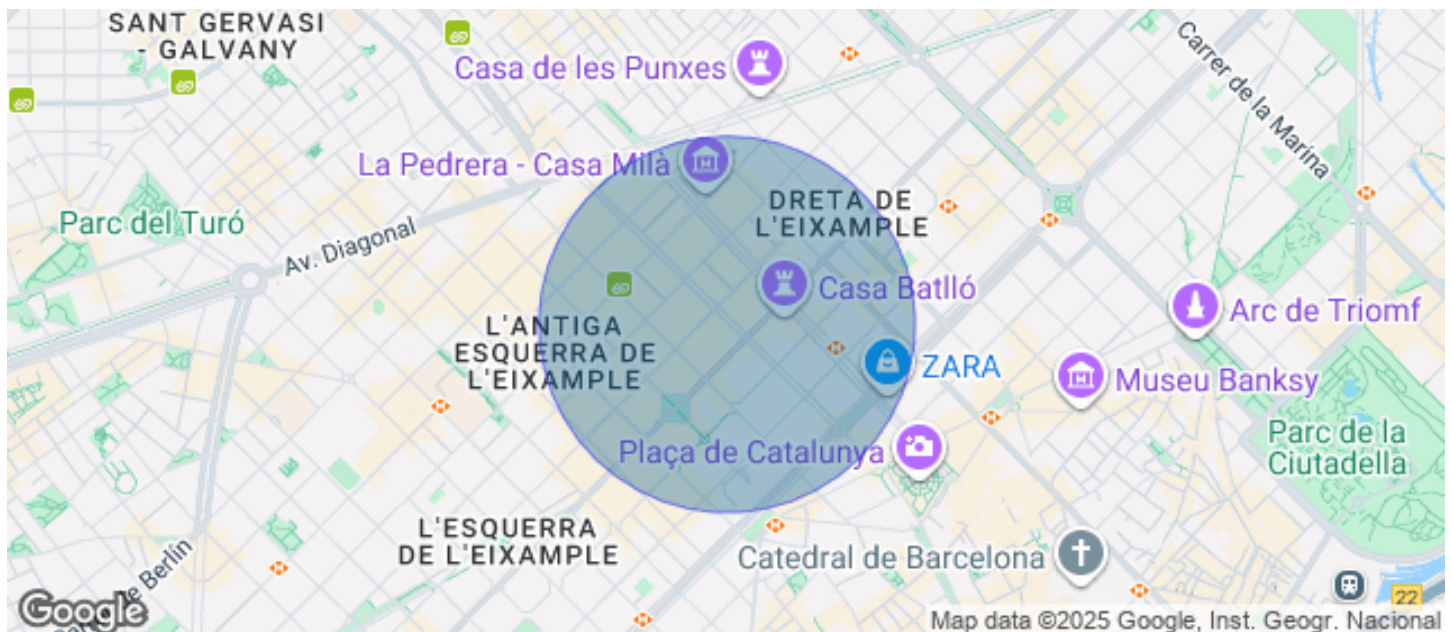 SANT GERVASI
- GALVANY
Casa de les Punxes
Carrer de la Marina
La Pedrera - Casa Milà
DRETA DE
L'EIXAMPLE
Parc del Turó
Av. Diagonal
Casa Batlló
Arc de Triomf
L'ANTIGA
ESQUERRA DE
L'EIXAMPLE
ZARA
Museu Banksy
Plaça de Catalunya
Parc de la
Ciutadella
L'ESQUERRA
DE L'EIXAMPLE
Catedral de Barcelona
de Berlín
22
Google
Map data ©2025 Google, Inst. Geogr. Nacional